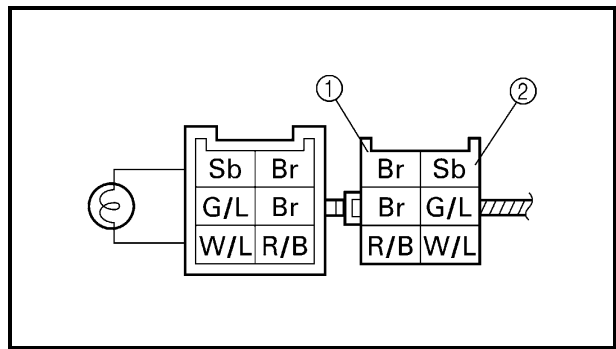 ① ②
Sb Br Br Sb
G/L Br Br G/L
W/L R/B R/B W/L